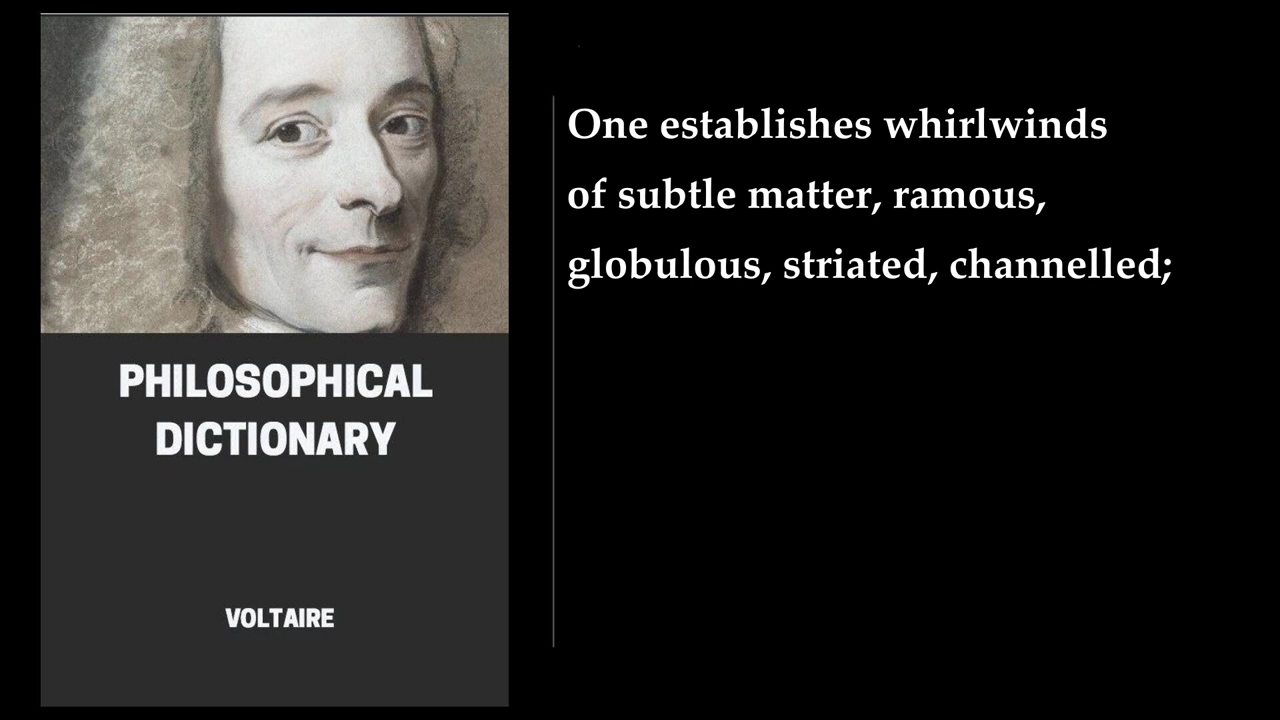 PHILOSOPHICAL
DICTIONARY
VOLTAIRE
One establishes whirlwinds
of subtle matter, ramous,
globulous, striated, channelled;